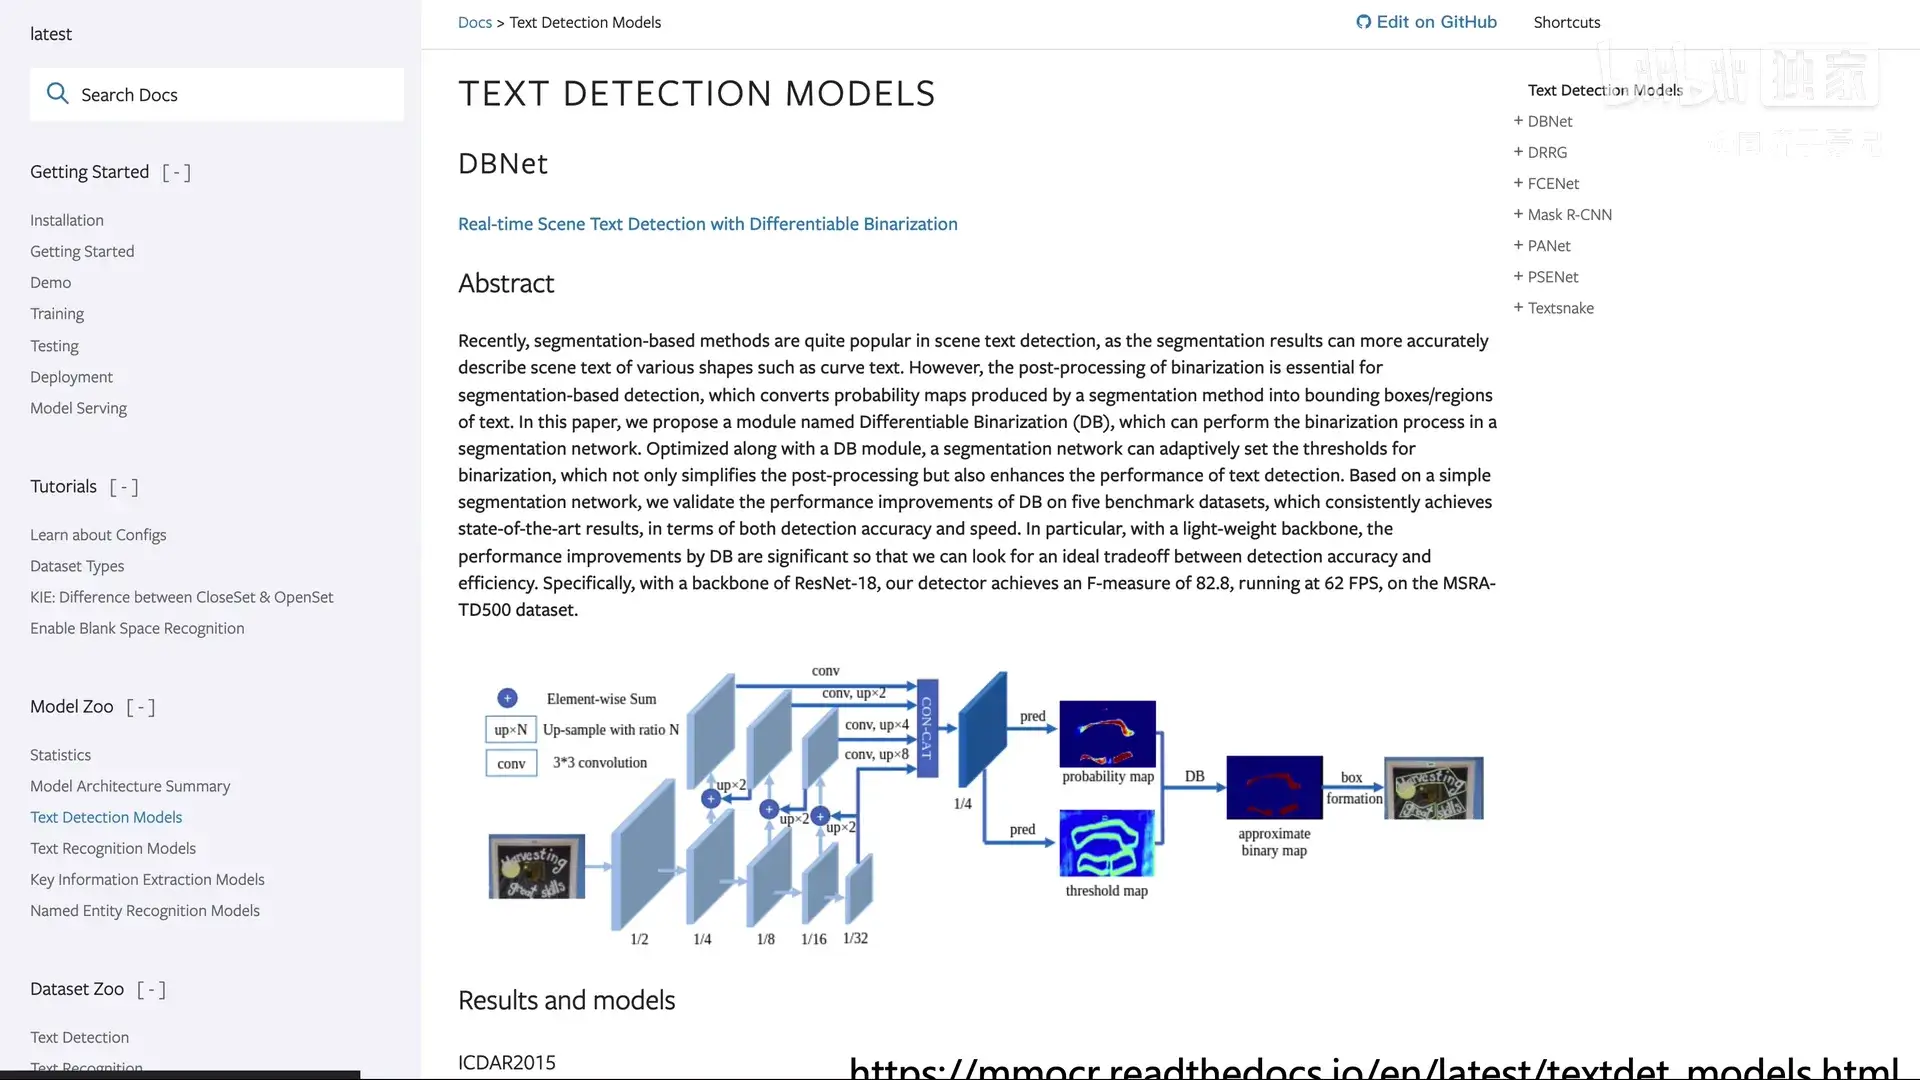 latest
Search Docs
Getting Started [ - ]
Installation
Getting Started
Demo
Training
Testing
Deployment
Model Serving
Tutorials [ - ]
Learn about Configs
Dataset Types
KIE: Difference between CloseSet & OpenSet
Enable Blank Space Recognition
Model Zoo [ - ]
Statistics
Model Architecture Summary
Text Detection Models
Text Recognition Models
Key Information Extraction Models
Named Entity Recognition Models
Dataset Zoo [ - ]
Text Detection
Text Recognition
Docs > Text Detection Models
Edit on GitHub
Shortcuts
TEXT DETECTION MODELS
DBNet
Real-time Scene Text Detection with Differentiable Binarization
Abstract
Recently, segmentation-based methods are quite popular in scene text detection, as the segmentation results can more accurately
describe scene text of various shapes such as curve text. However, the post-processing of binarization is essential for
segmentation-based detection, which converts probability maps produced by a segmentation method into bounding boxes/regions
of text. In this paper, we propose a module named Differentiable Binarization (DB), which can perform the binarization process in a
segmentation network. Optimized along with a DB module, a segmentation network can adaptively set the thresholds for
binarization, which not only simplifies the post-processing but also enhances the performance of text detection. Based on a simple
segmentation network, we validate the performance improvements of DB on five benchmark datasets, which consistently achieves
state-of-the-art results, in terms of both detection accuracy and speed. In particular, with a light-weight backbone, the
performance improvements by DB are significant so that we can look for an ideal tradeoff between detection accuracy and
efficiency. Specifically, with a backbone of ResNet-18, our detector achieves an F-measure of 82.8, running at 62 FPS, on the MSRA-
TD500 dataset.
+ Element-wise Sum
up×N Up-sample with ratio N
conv 3*3 convolution
conv
conv, up×2
conv, up×4
conv, up×8
CON-CAT
up×2
up×2
up×2
Harvesting
great skills
1/2
1/4
1/8
1/16
1/32
1/4
pred
probability map
pred
threshold map
DB
approximate
binary map
box
formation
Harvesting
great skills
Results and models
ICDAR2015
Text Detection Models
+ DBNet
+ DRRG
+ FCENet
+ Mask R-CNN
+ PANet
+ PSENet
+ Textsnake
bilibili 独家
https://mmocr.readthedocs.io/en/latest/textdet_models.html